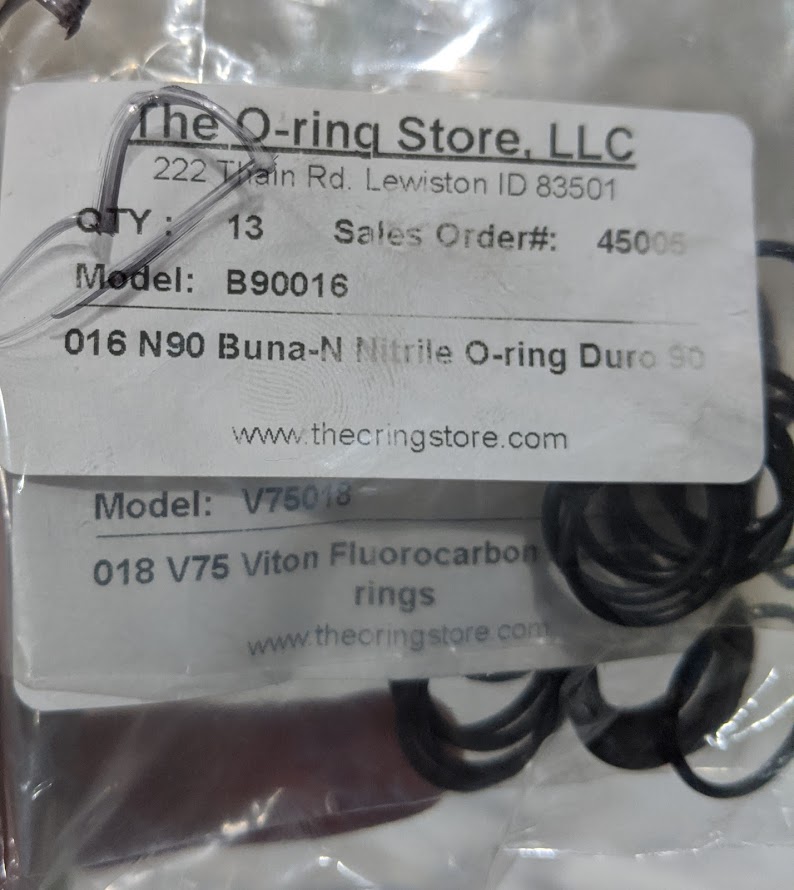 The O-ring Store, LLC
222 Thain Rd. Lewiston ID 83501
QTY : 13 Sales Order#: 45005
Model: B90016
016 N90 Buna-N Nitrile O-ring Duro 90
www.theoringstore.com
Model: V75018
018 V75 Viton Fluorocarbon
rings
www.theoringstore.com